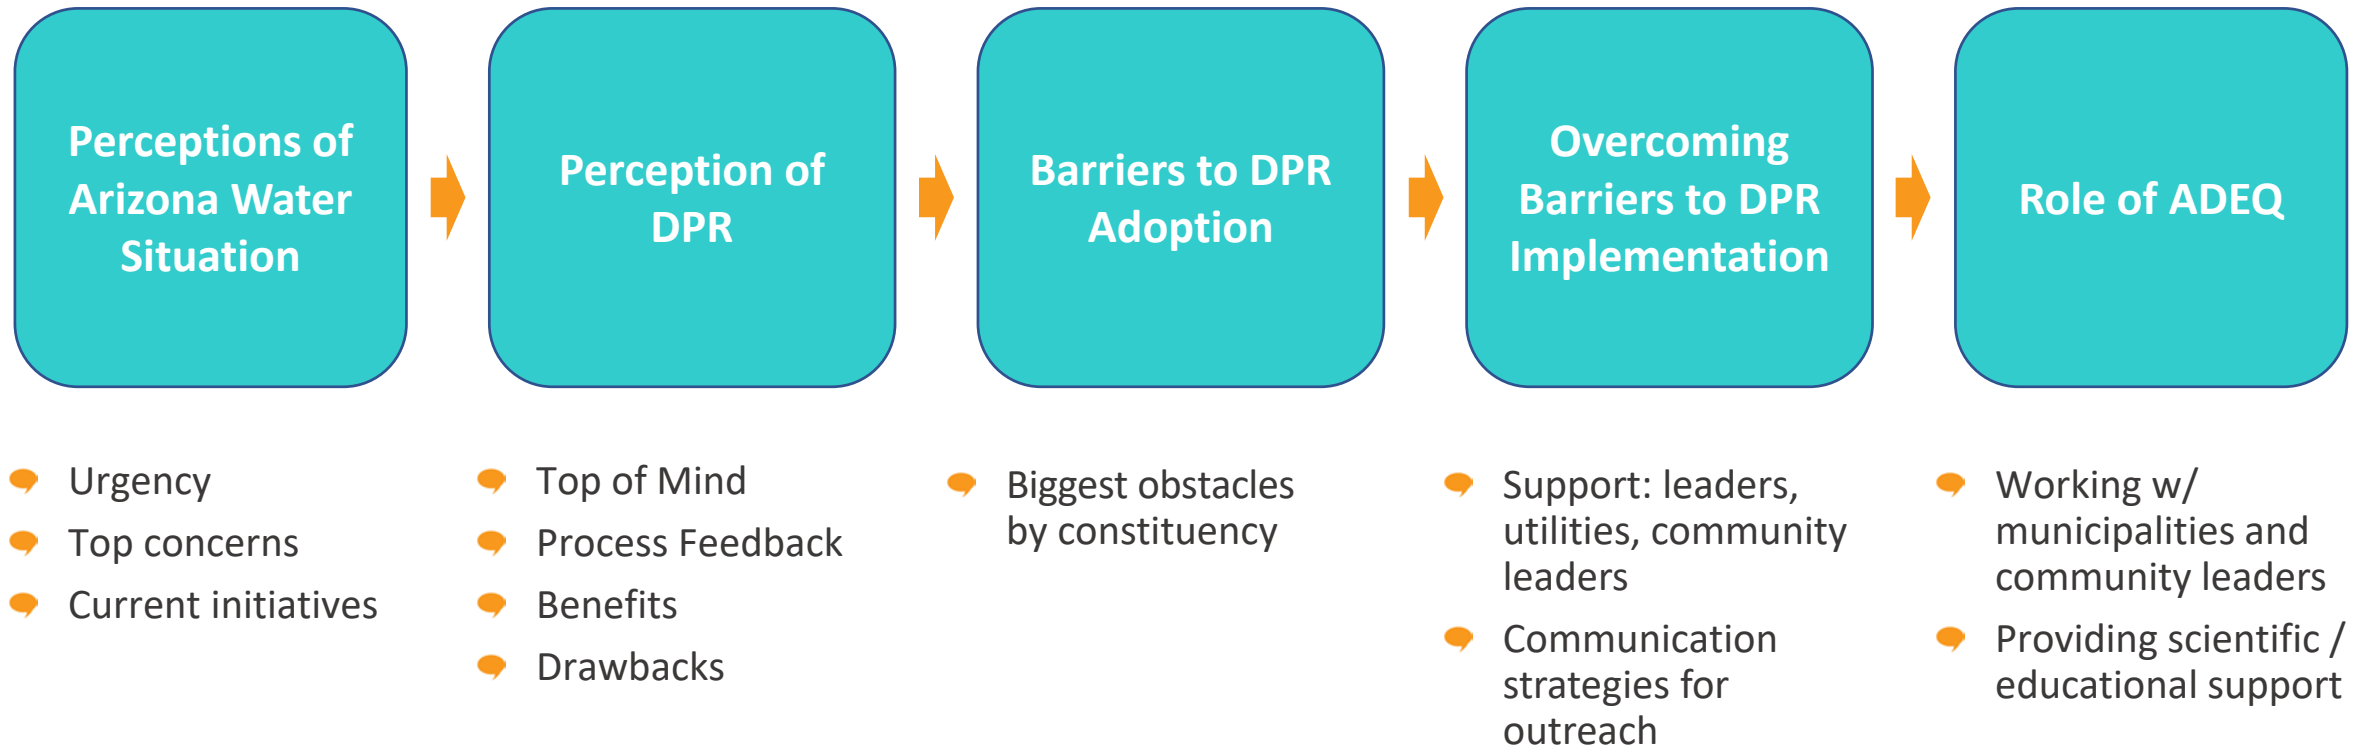 Perceptions of
Arizona Water
Situation
Perception of
DPR
Barriers to DPR
Adoption
Overcoming
Barriers to DPR
Implementation
Role of ADEQ
Urgency
Top concerns
Current initiatives
Top of Mind
Process Feedback
Benefits
Drawbacks
Biggest obstacles
by constituency
Support: leaders,
utilities, community
leaders
Communication
strategies for
outreach
Working w/
municipalities and
community leaders
Providing scientific /
educational support